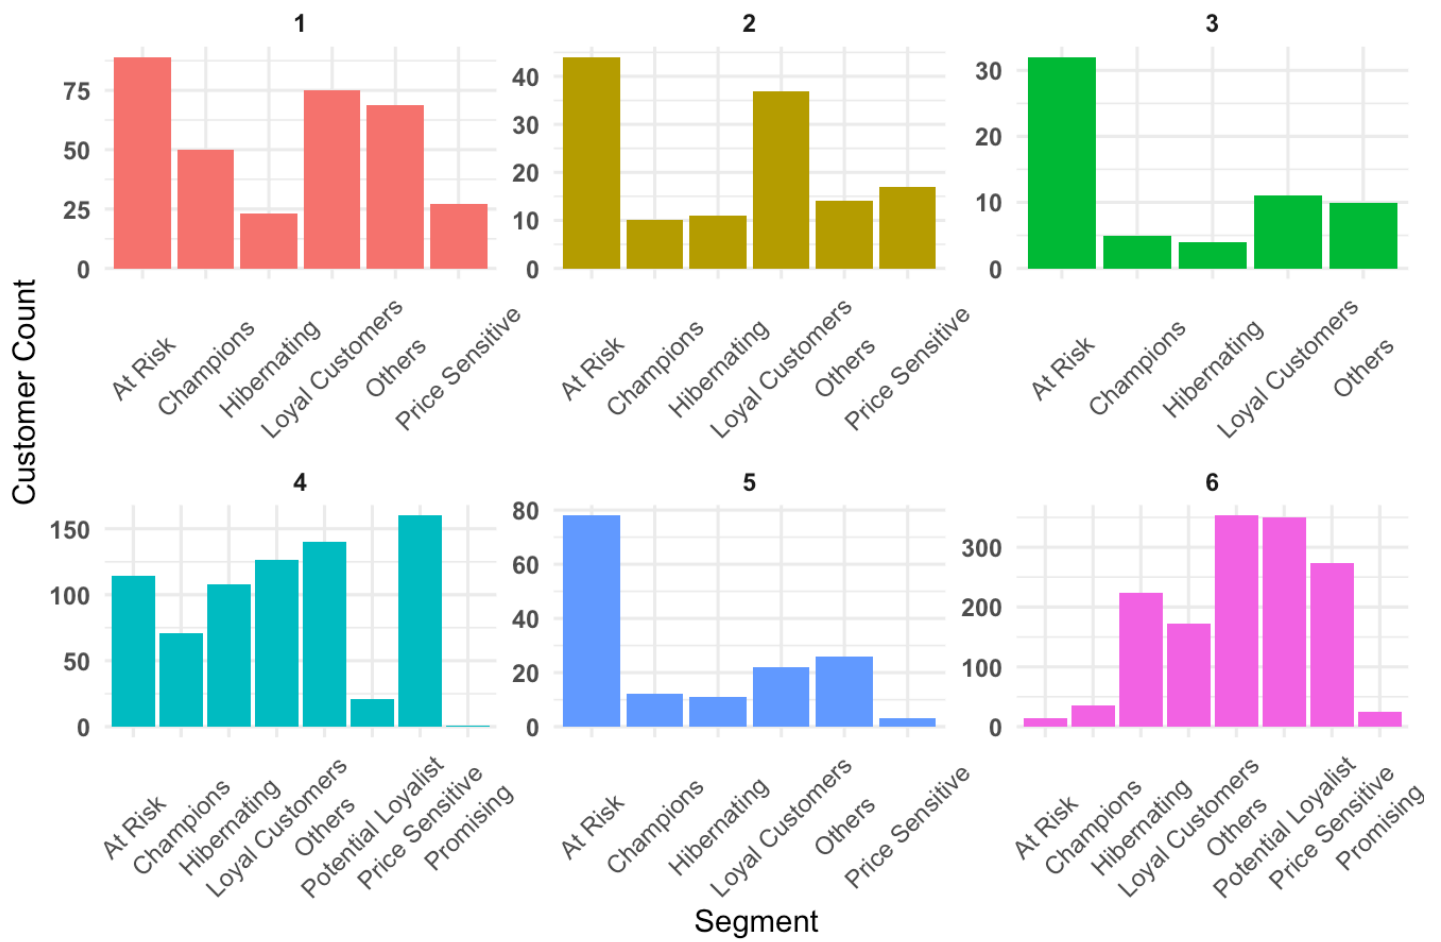 1
2
3
75
50
25
0
40
30
20
10
0
30
20
10
0
At Risk
Champions
Hibernating
Loyal Customers
Others
Price Sensitive
At Risk
Champions
Hibernating
Loyal Customers
Others
Price Sensitive
At Risk
Champions
Hibernating
Loyal Customers
Others
Customer Count
4
5
6
150
100
50
0
80
60
40
20
0
300
200
100
0
At Risk
Champions
Hibernating
Loyal Customers
Others
Potential Loyalist
Price Sensitive
Promising
At Risk
Champions
Hibernating
Loyal Customers
Others
Price Sensitive
At Risk
Champions
Hibernating
Loyal Customers
Others
Potential Loyalist
Price Sensitive
Promising
Segment